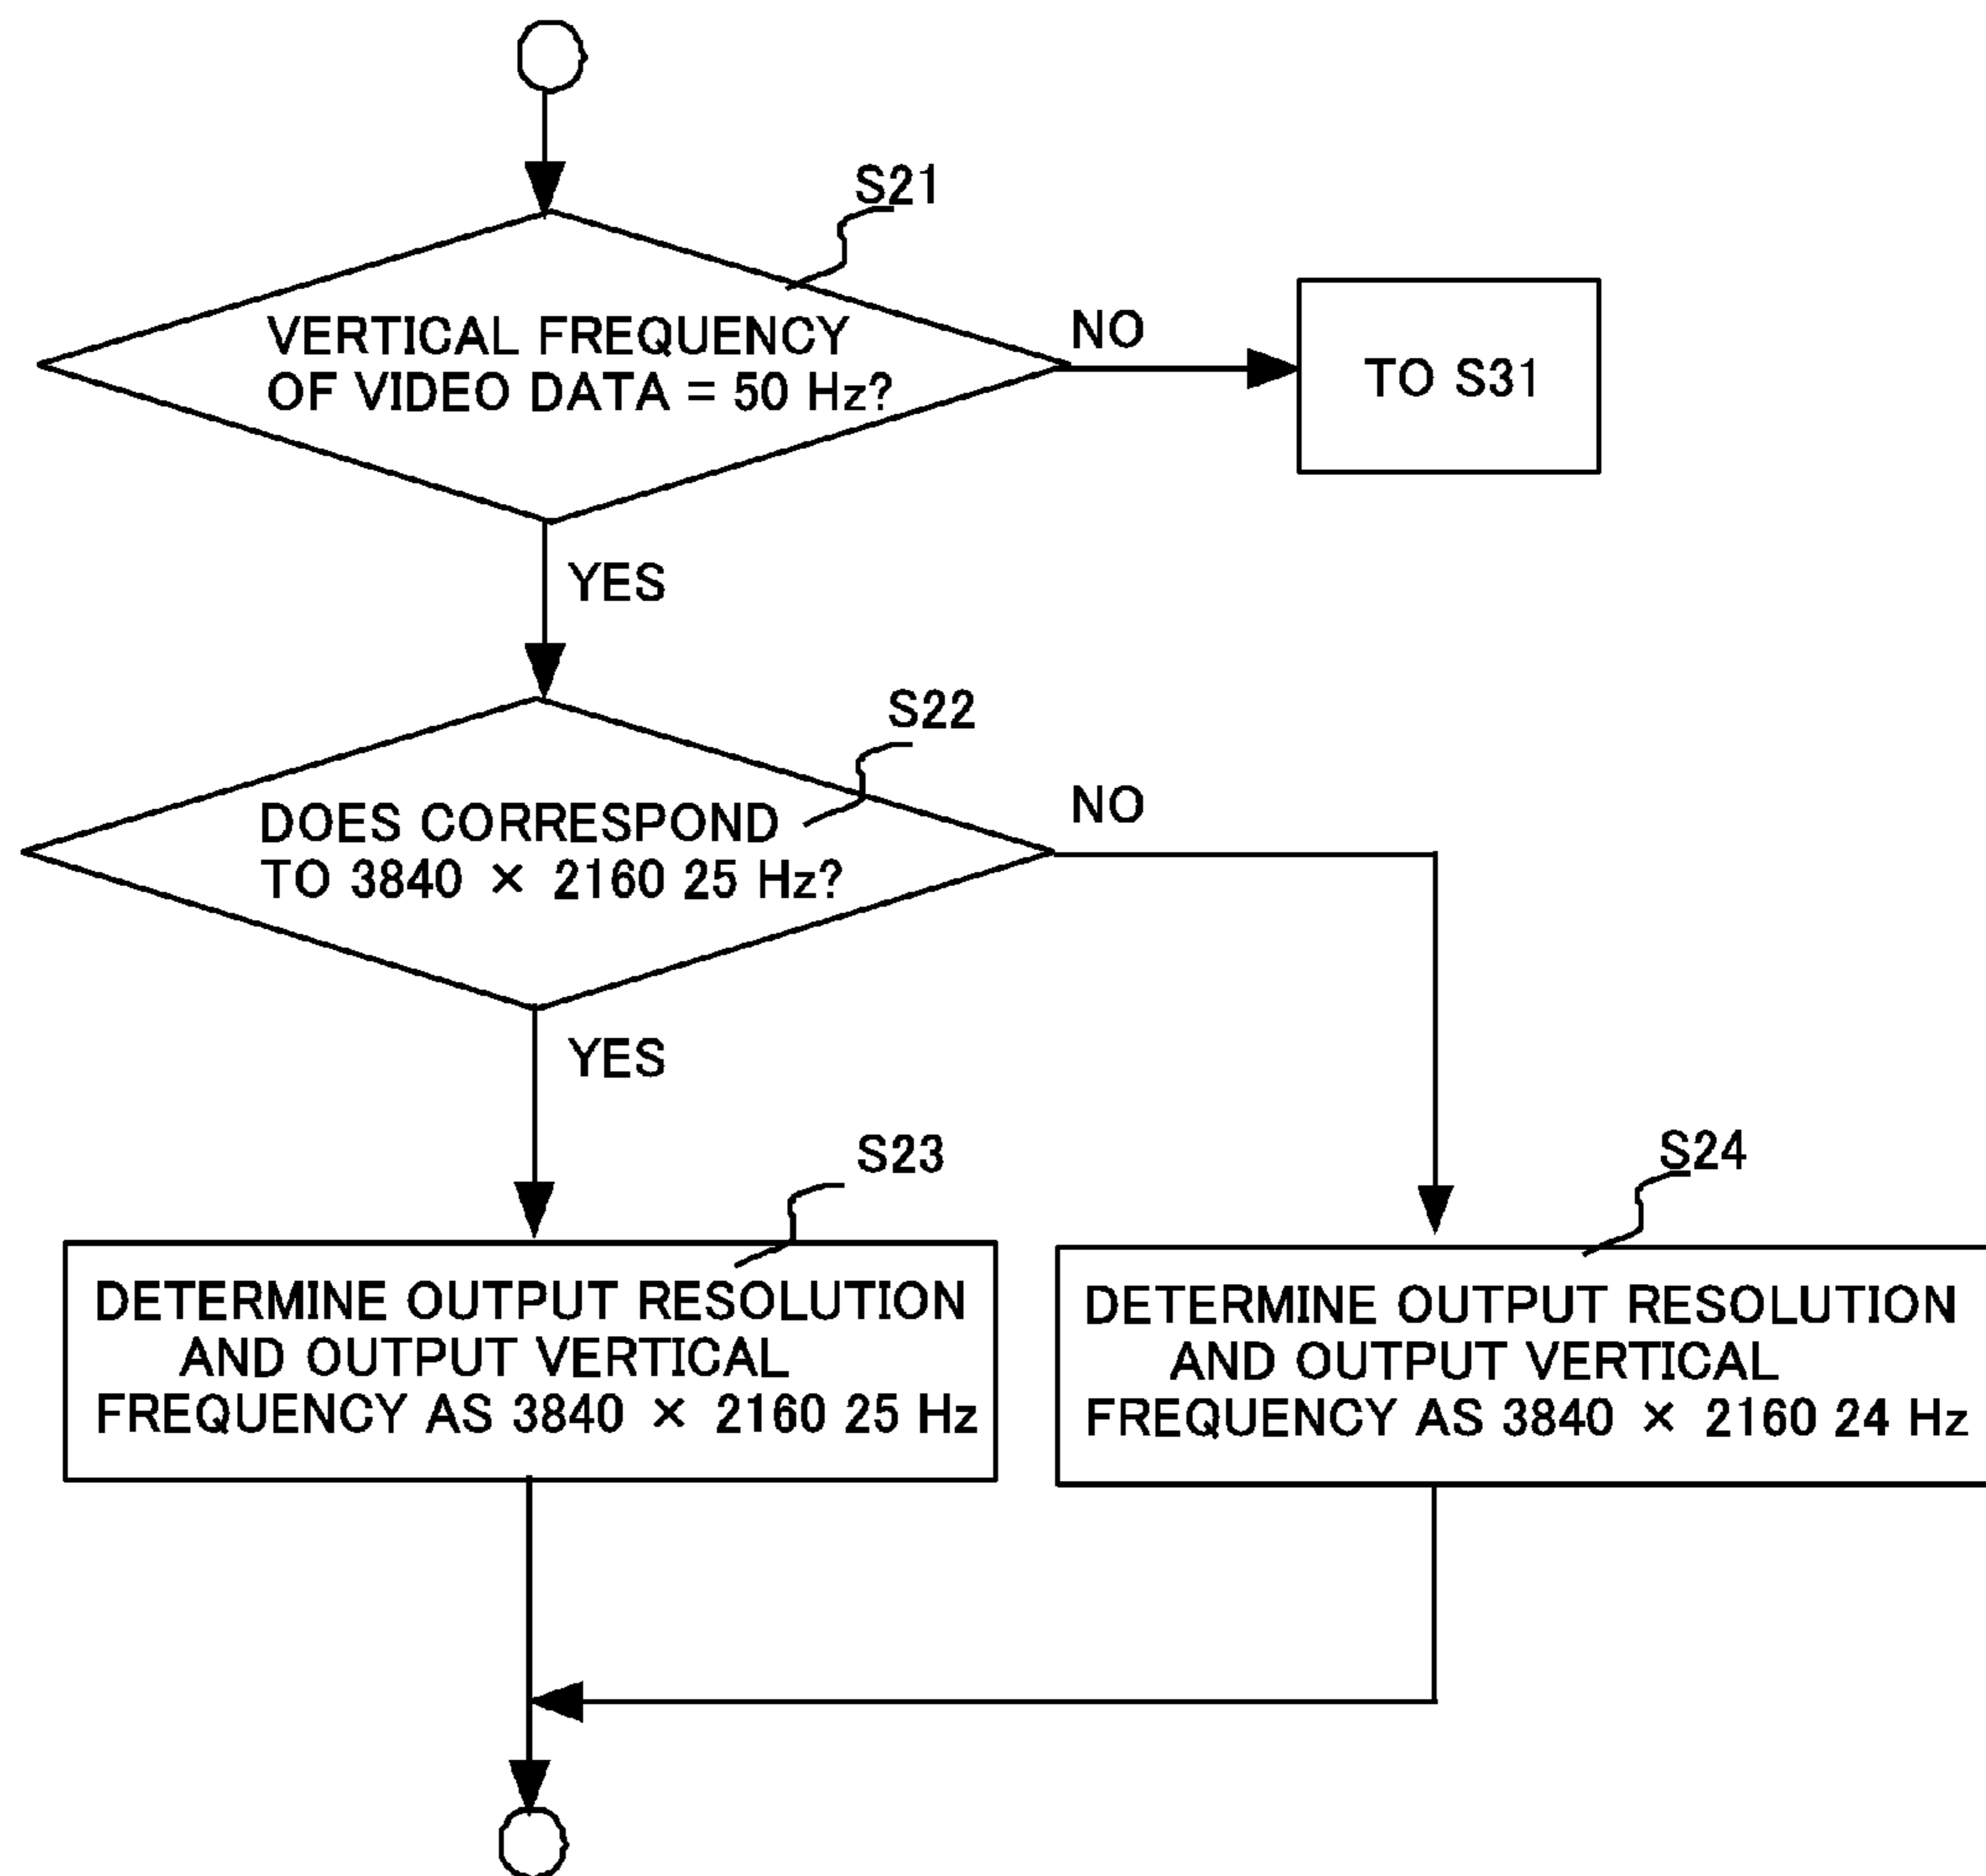 S21
VERTICAL FREQUENCY
OF VIDEO DATA = 50 Hz?
NO
TO S31
YES
S22
DOES CORRESPOND
TO 3840 × 2160 25 Hz?
NO
YES
S23
DETERMINE OUTPUT RESOLUTION
AND OUTPUT VERTICAL
FREQUENCY AS 3840 × 2160 25 Hz
S24
DETERMINE OUTPUT RESOLUTION
AND OUTPUT VERTICAL
FREQUENCY AS 3840 × 2160 24 Hz